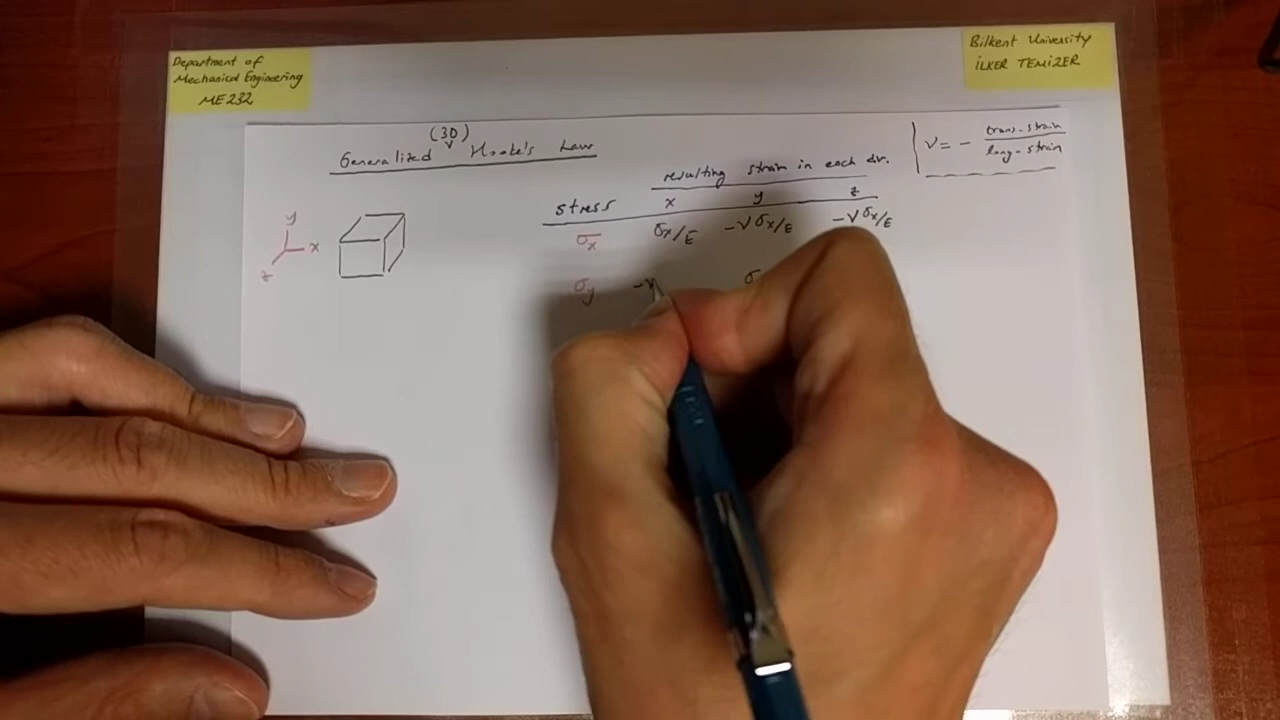 Department of
Mechanical Engineering
ME232
Bilkent University
İLKER TEMİZER
(3D)
Generalized Hooke's Law
ν = - trans. strain
long. strain
resulting strain in each dir.
stress x y z
σx σx/E -νσx/E -νσx/E
σy -ν σ
y
x
z